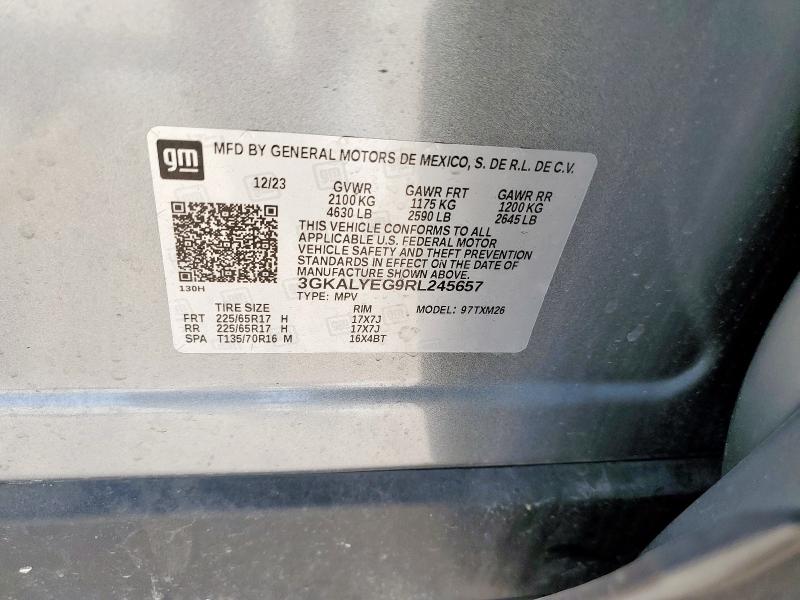 gm MFD BY GENERAL MOTORS DE MEXICO, S. DE R.L. DE C.V.
12/23 GVWR GAWR FRT GAWR RR
2100 KG 1175 KG 1200 KG
4630 LB 2590 LB 2645 LB
THIS VEHICLE CONFORMS TO ALL
APPLICABLE U.S. FEDERAL MOTOR
VEHICLE SAFETY AND THEFT PREVENTION
STANDARDS IN EFFECT ON THE DATE OF
MANUFACTURE SHOWN ABOVE.
130H 3GKALYEG9RL245657
TYPE: MPV
TIRE SIZE RIM MODEL: 97TXM26
FRT 225/65R17 H 17X7J
RR 225/65R17 H 17X7J
SPA T135/70R16 M 16X4BT